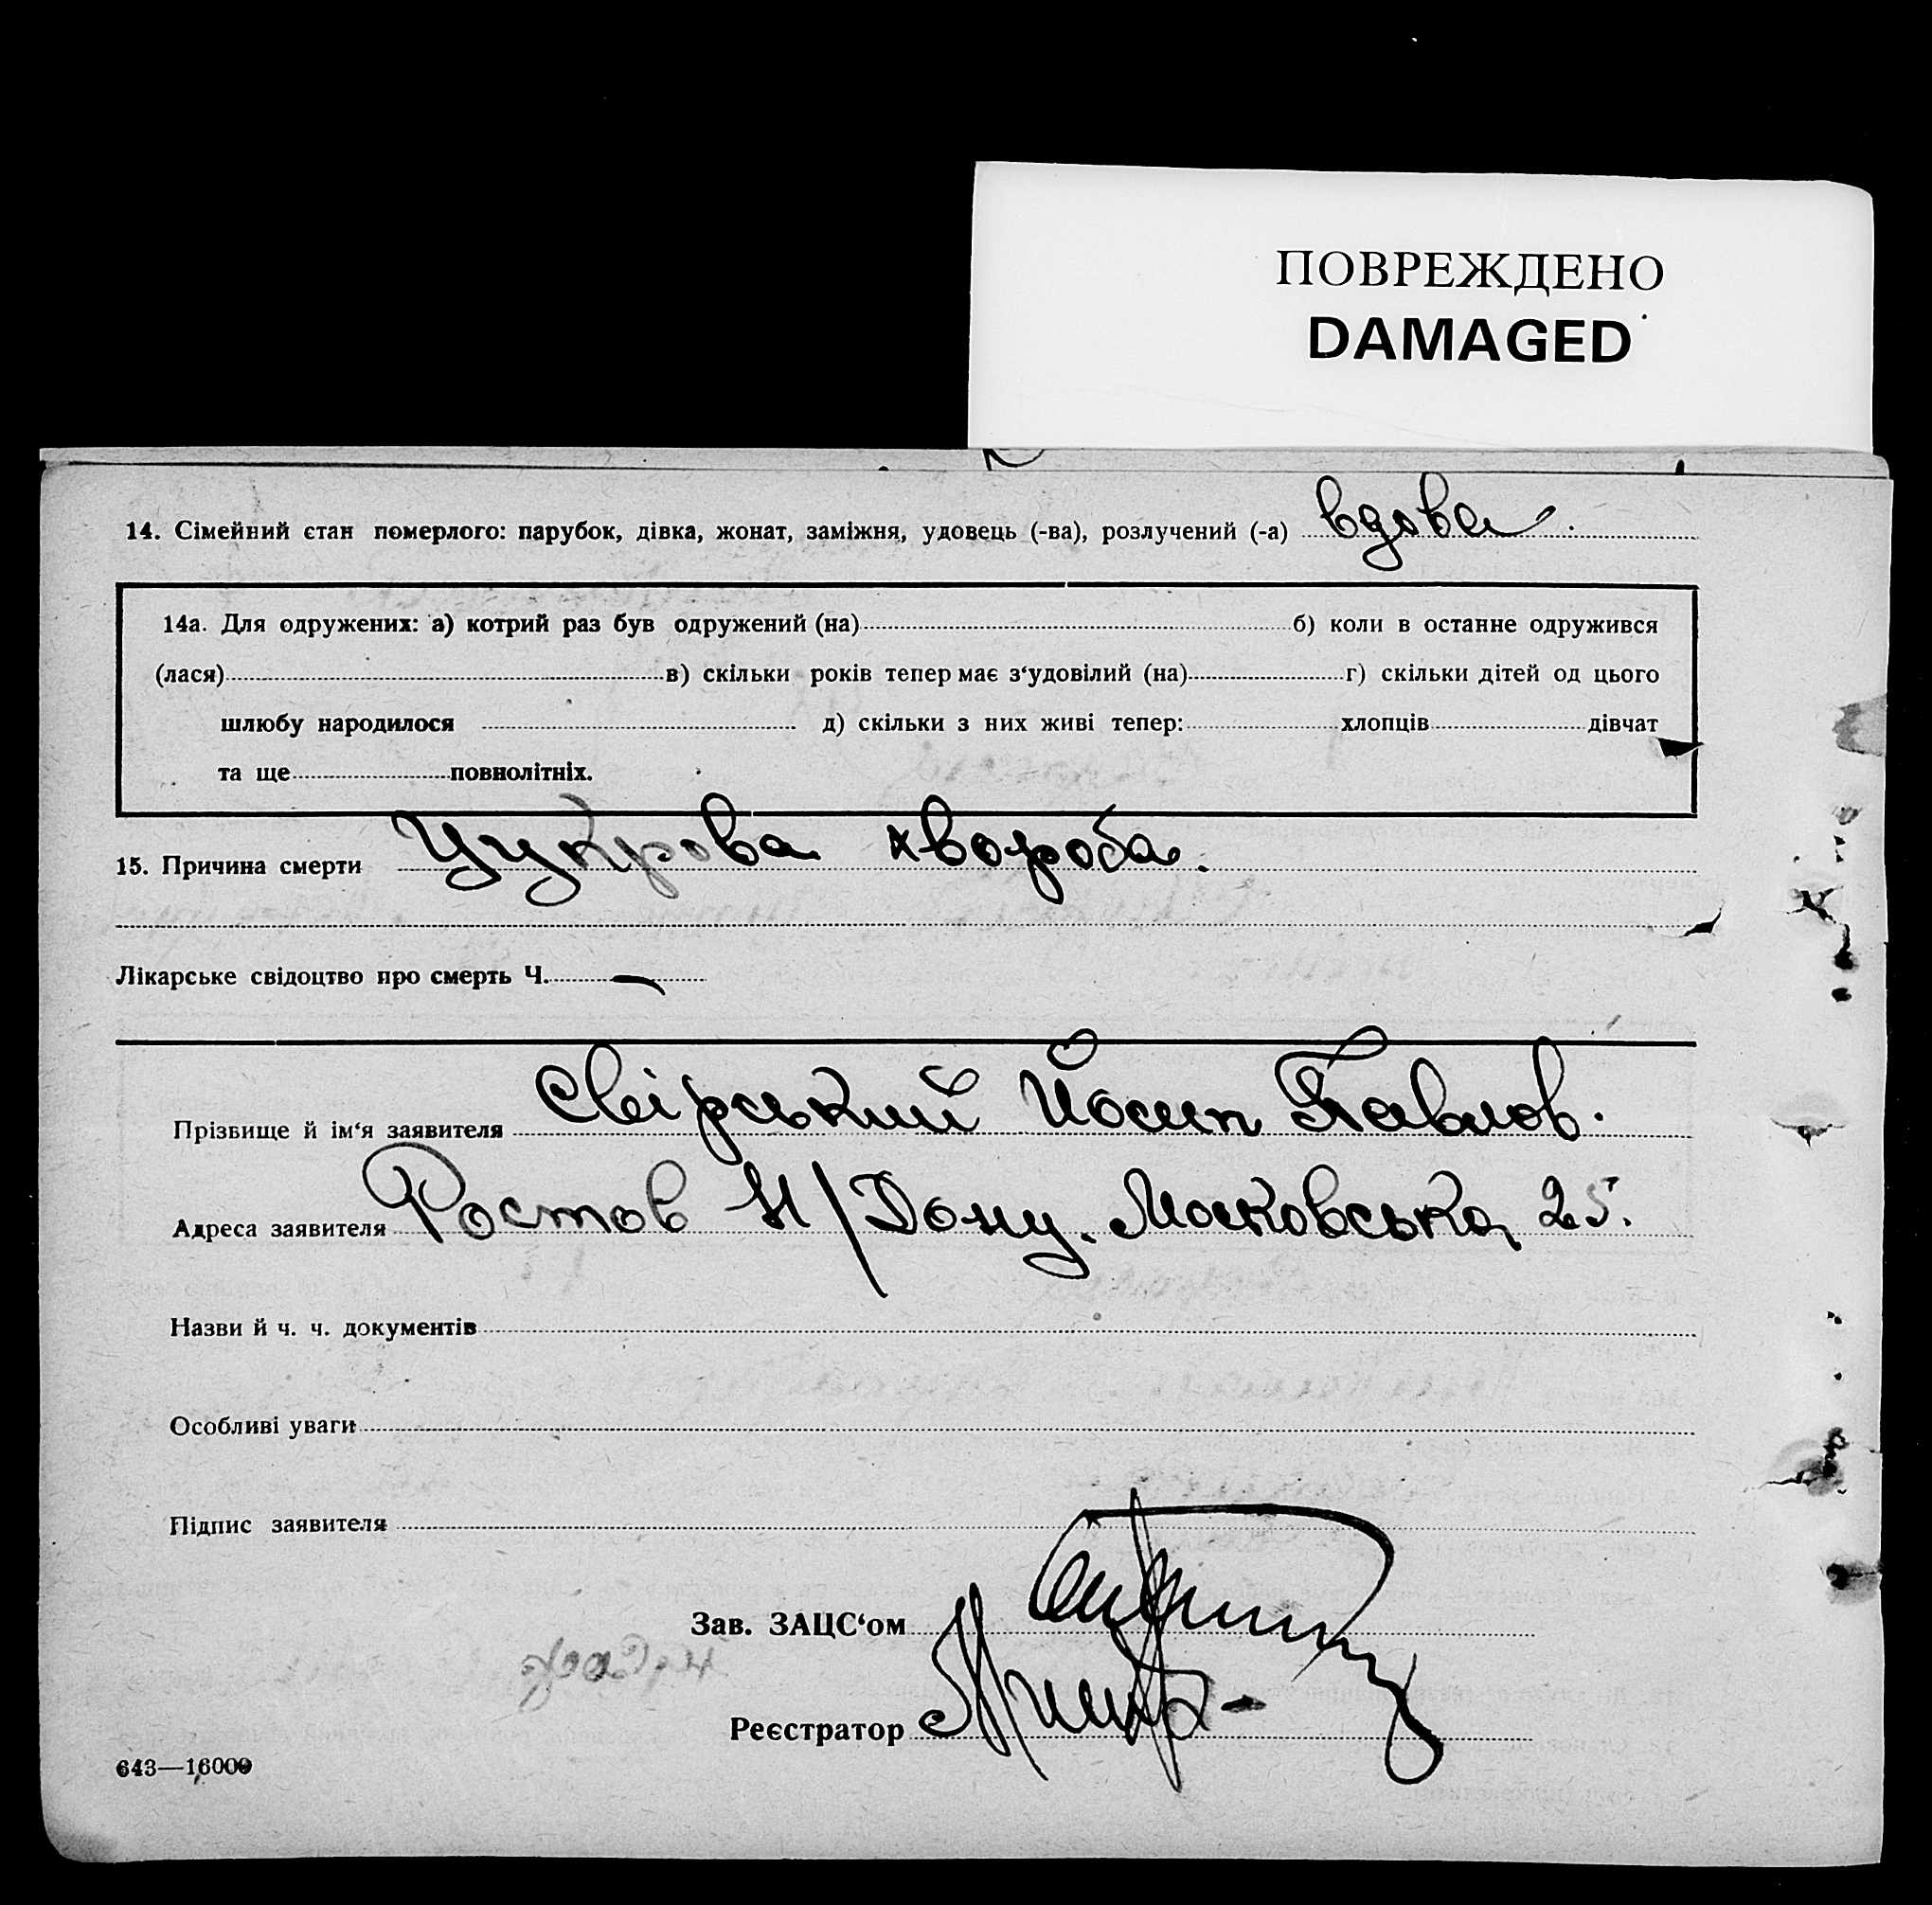 ПОВРЕЖДЕНО
DAMAGED
14. Сімейний стан померлого: парубок, дівка, жонат, заміжня, удовець (-ва), розлучений (-а) вдова.
14а. Для одружених: а) котрий раз був одружений (на) б) коли в останне одружився
(лася) в) скільки років тепер має з‘удовілий (на) г) скільки дітей од цього
шлюбу народилося д) скільки з них живі тепер: хлопців дівчат
та ще повнолітніх.
15. Причина смерти Цукрова хвороба.
Лікарське свідоцтво про смерть Ч. —
Прізвище й ім‘я заявителя Свірський Йосип Павлов.
Адреса заявителя Ростов Н/Дону. Московська 25.
Назви й ч. ч. документів
Особливі уваги
Підпис заявителя
Зав. ЗАЦС‘ом
Реєстратор
643—16000